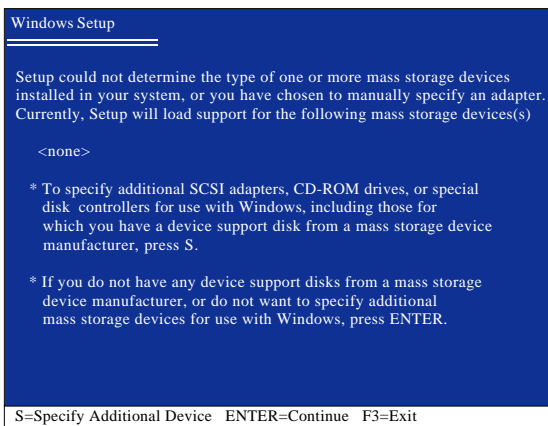 Windows Setup
Setup could not determine the type of one or more mass storage devices
installed in your system, or you have chosen to manually specify an adapter.
Currently, Setup will load support for the following mass storage devices(s)
<none>
* To specify additional SCSI adapters, CD-ROM drives, or special
disk controllers for use with Windows, including those for
which you have a device support disk from a mass storage device
manufacturer, press S.
* If you do not have any device support disks from a mass storage
device manufacturer, or do not want to specify additional
mass storage devices for use with Windows, press ENTER.
S=Specify Additional Device ENTER=Continue F3=Exit